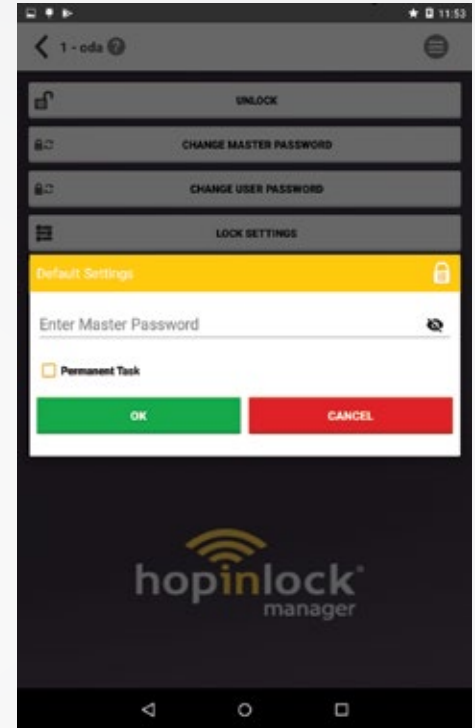 11:53
1 - oda
UNLOCK
CHANGE MASTER PASSWORD
CHANGE USER PASSWORD
LOCK SETTINGS
Default Settings
Enter Master Password
Permanent Task
OK
CANCEL
hopinlock®
manager